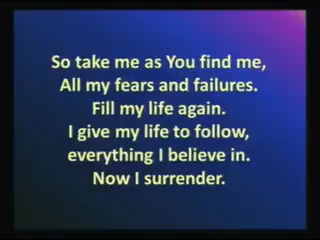 So take me as You find me,
All my fears and failures.
Fill my life again.
I give my life to follow,
everything I believe in.
Now I surrender.